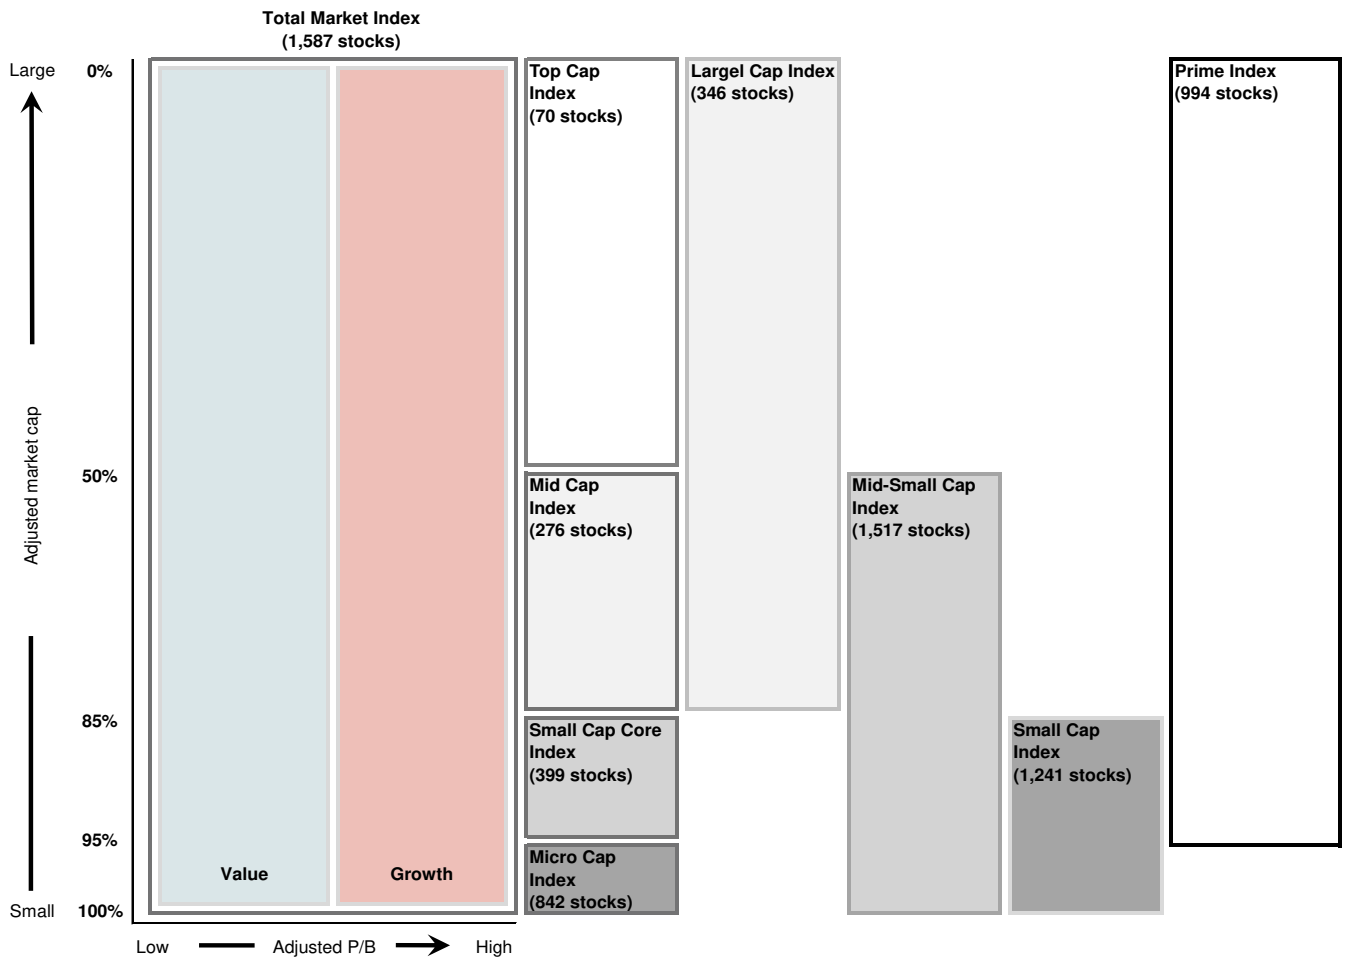 Total Market Index
(1,587 stocks)
Large
0%
Top Cap
Index
(70 stocks)
Largel Cap Index
(346 stocks)
Prime Index
(994 stocks)
Adjusted market cap
50%
Mid Cap
Index
(276 stocks)
Mid-Small Cap
Index
(1,517 stocks)
85%
Small Cap Core
Index
(399 stocks)
Small Cap
Index
(1,241 stocks)
95%
Micro Cap
Index
(842 stocks)
Value
Growth
Small
100%
Low
Adjusted P/B
High